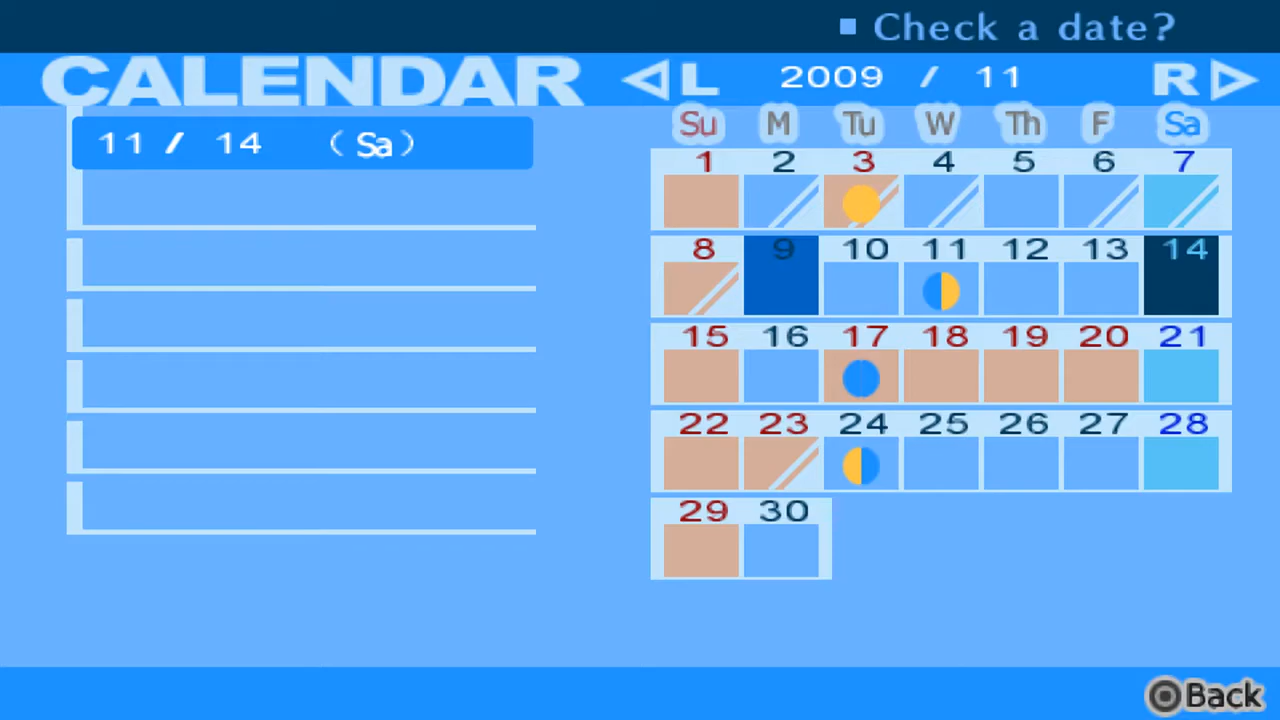 Check a date?
CALENDAR
L 2009 / 11 R
11 / 14 (Sa)
Su M Tu W Th F Sa
1 2 3 4 5 6 7
8 9 10 11 12 13 14
15 16 17 18 19 20 21
22 23 24 25 26 27 28
29 30
Back